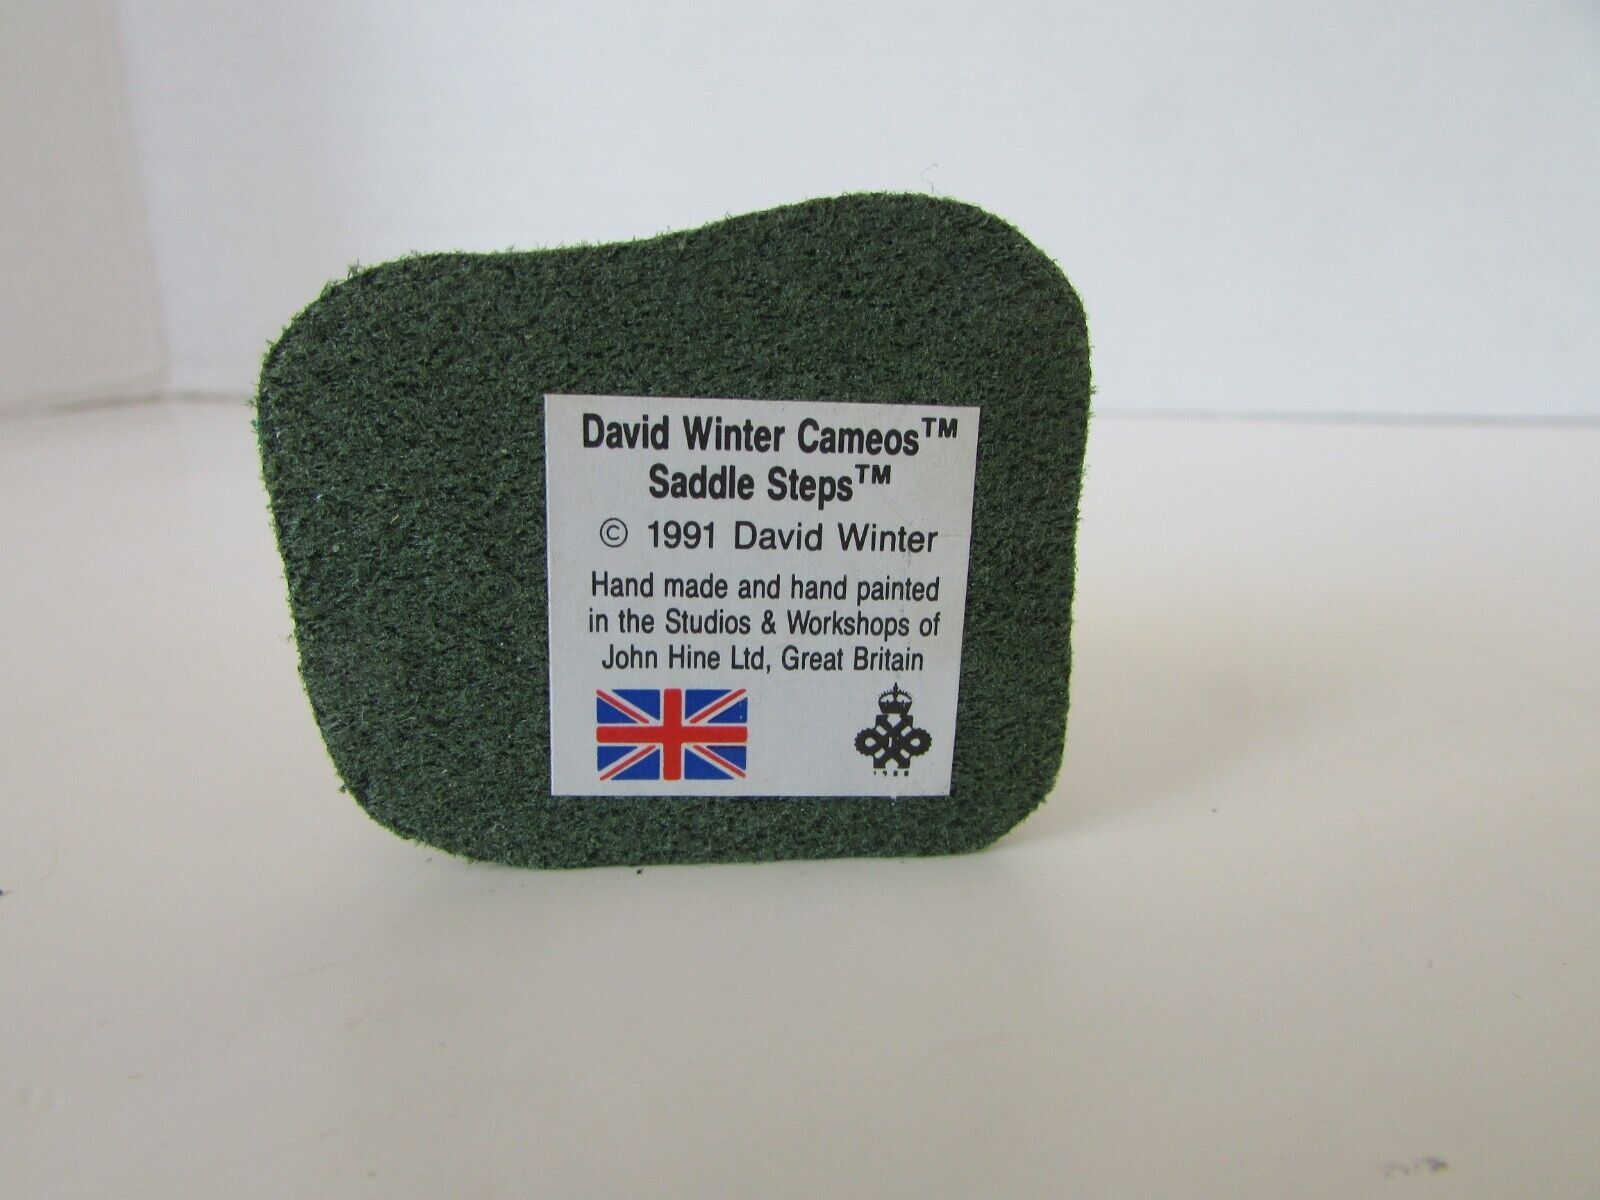 David Winter Cameos™
Saddle Steps™
© 1991 David Winter
Hand made and hand painted
in the Studios & Workshops of
John Hine Ltd, Great Britain